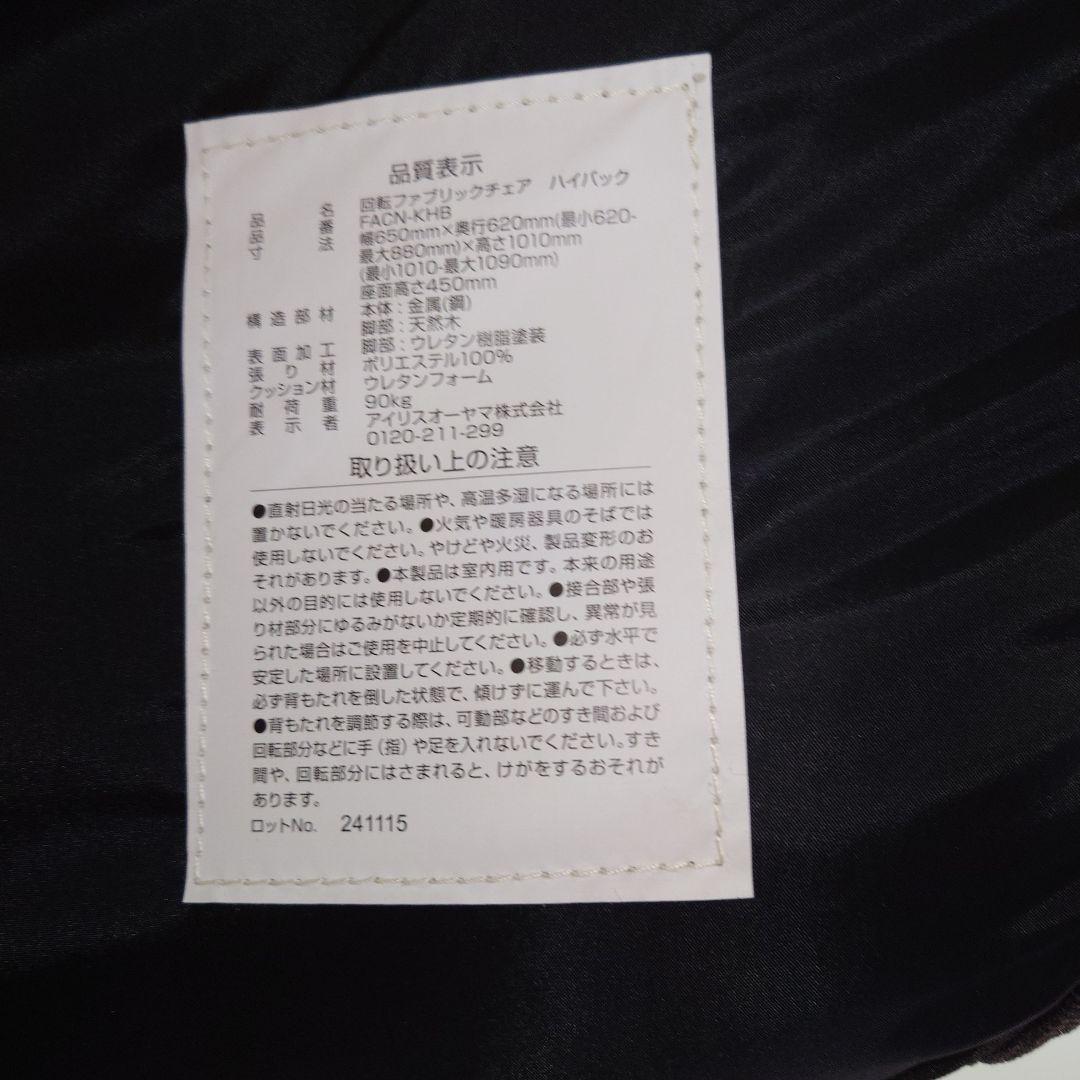 品質表示
品名 回転ファブリックチェア ハイバック
品番 FACN-KHB
寸法 幅650mm×奥行620mm(最小620-
最大880mm)×高さ1010mm
(最小1010-最大1090mm)
座面高さ450mm
構造部材 本体：金属(鋼)
脚部：天然木
表面加工 脚部：ウレタン樹脂塗装
張り材 ポリエステル100%
クッション材 ウレタンフォーム
耐荷重 90kg
表示者 アイリスオーヤマ株式会社
0120-211-299
取り扱い上の注意
●直射日光の当たる場所や、高温多湿になる場所には
置かないでください。●火気や暖房器具のそばでは
使用しないでください。やけどや火災、製品変形のお
それがあります。●本製品は室内用です。本来の用途
以外の目的には使用しないでください。●接合部や張
り材部分にゆるみがないか定期的に確認し、異常が見
られた場合はご使用を中止してください。●必ず水平で
安定した場所に設置してください。●移動するときは、
必ず背もたれを倒した状態で、傾けずに運んで下さい。
●背もたれを調節する際は、可動部などのすき間および
回転部分などに手（指）や足を入れないでください。すき
間や、回転部分にはさまれると、けがをするおそれが
あります。
ロットNo. 241115